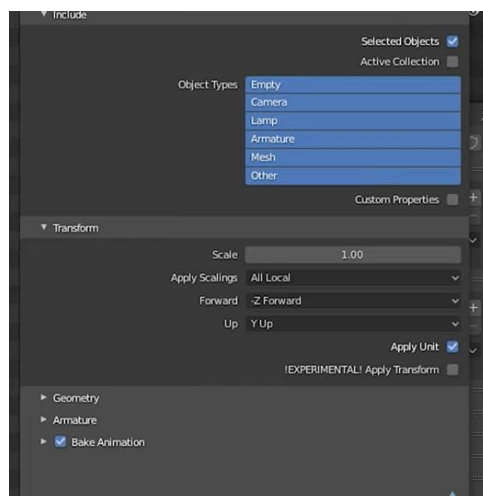 Include
Selected Objects
Active Collection
Object Types Empty
Camera
Lamp
Armature
Mesh
Other
Custom Properties
Transform
Scale 1.00
Apply Scalings All Local
Forward -Z Forward
Up Y Up
Apply Unit
!EXPERIMENTAL! Apply Transform
Geometry
Armature
Bake Animation